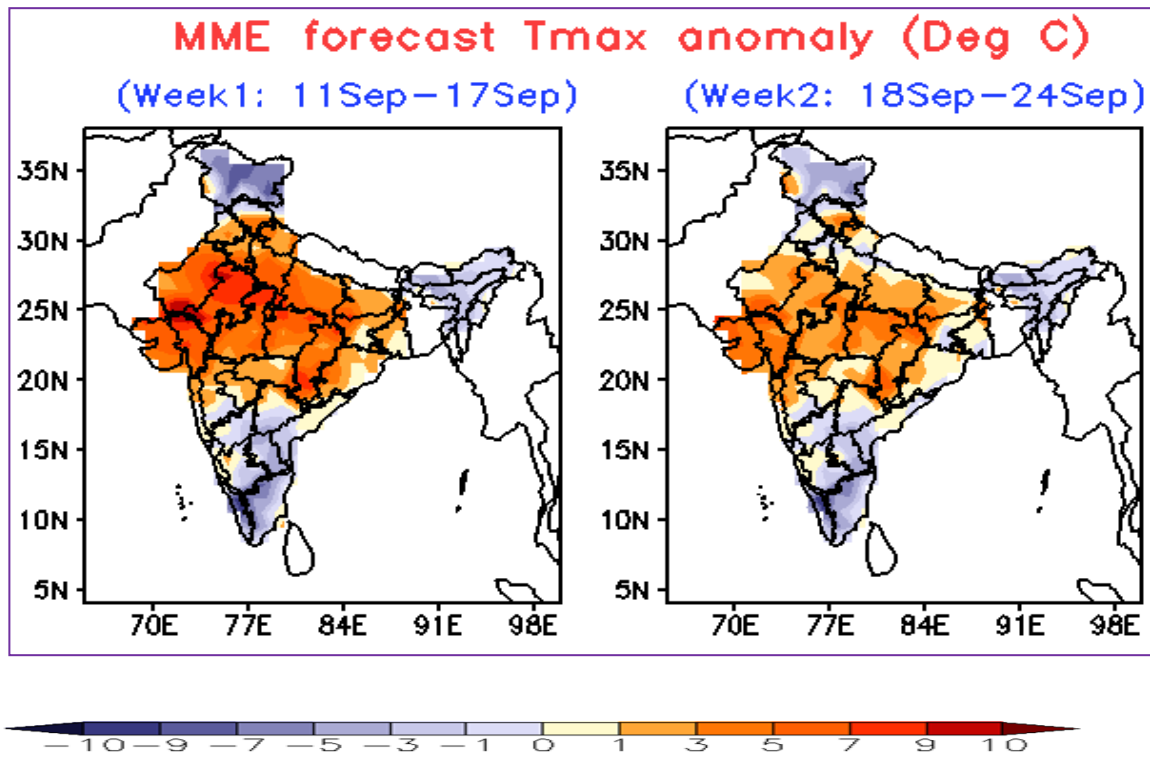 MME forecast Tmax anomaly (Deg C)
(Week1: 11Sep−17Sep) (Week2: 18Sep−24Sep)
35N 35N
30N 30N
25N 25N
20N 20N
15N 15N
10N 10N
5N 5N
70E 77E 84E 91E 98E 70E 77E 84E 91E 98E
−10 −9 −7 −5 −3 −1 0 1 3 5 7 9 10